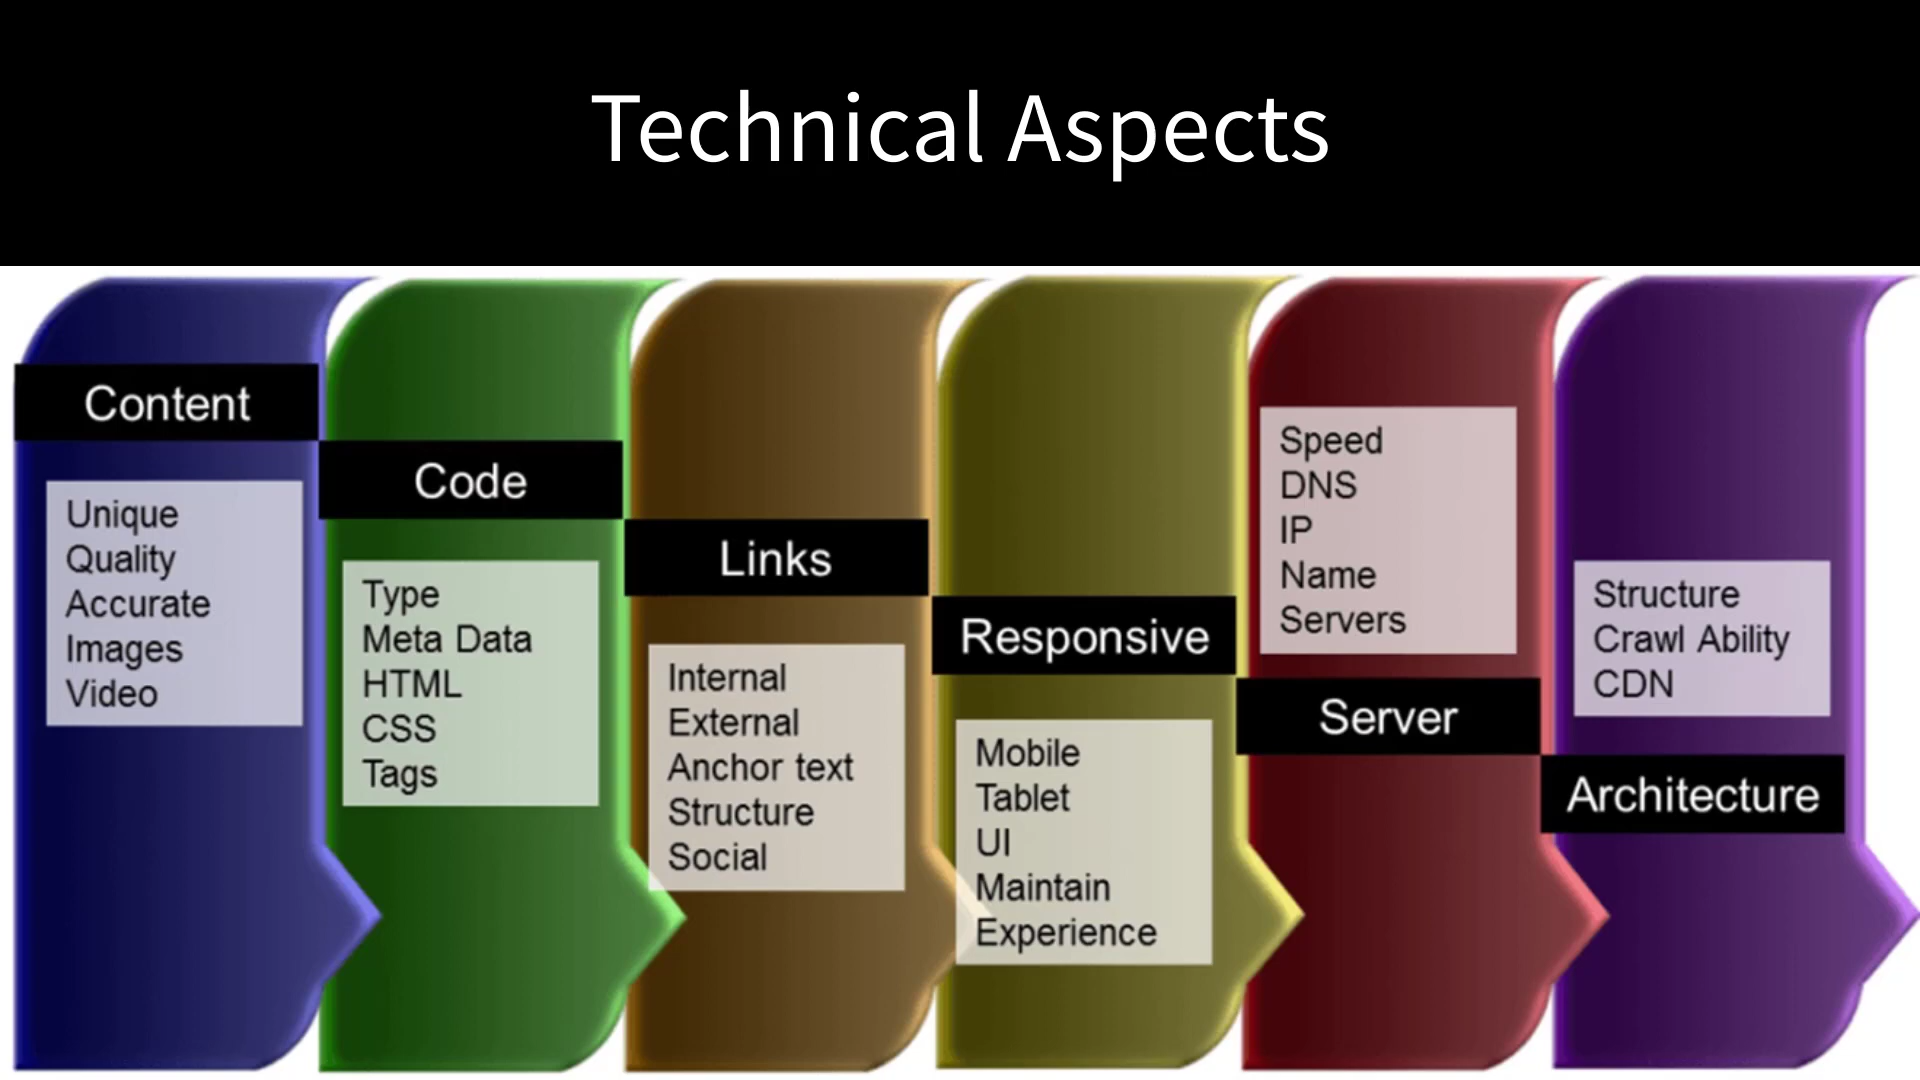 Technical Aspects
Content
Unique
Quality
Accurate
Images
Video
Code
Type
Meta Data
HTML
CSS
Tags
Links
Internal
External
Anchor text
Structure
Social
Responsive
Mobile
Tablet
UI
Maintain
Experience
Speed
DNS
IP
Name
Servers
Server
Structure
Crawl Ability
CDN
Architecture